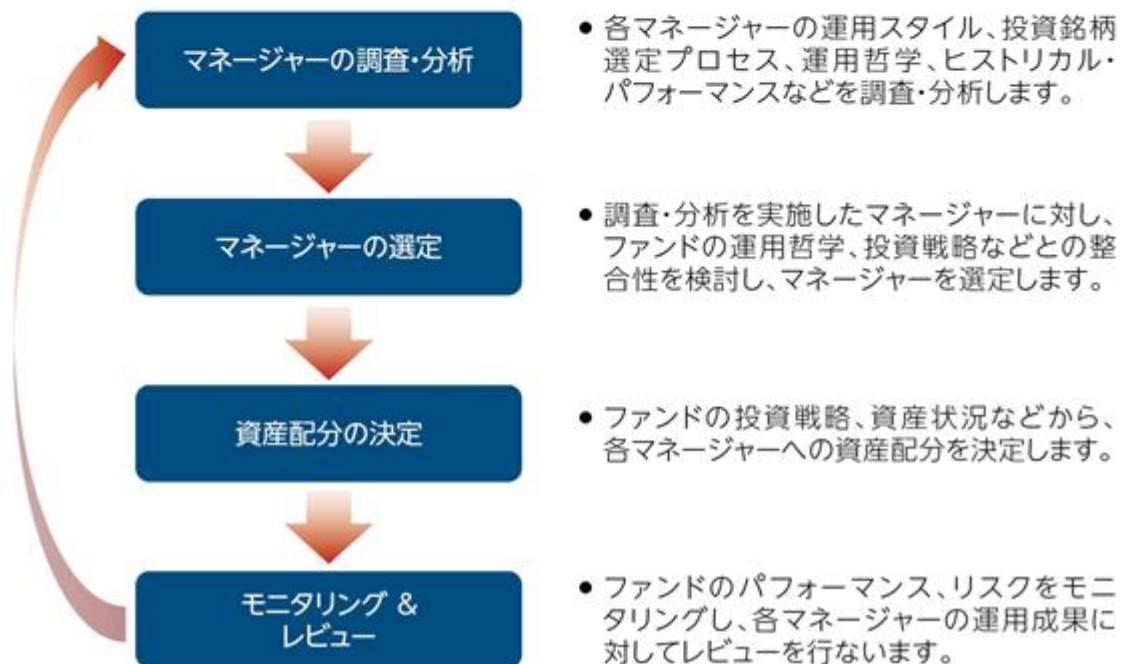 マネージャーの調査・分析
● 各マネージャーの運用スタイル、投資銘柄
選定プロセス、運用哲学、ヒストリカル・
パフォーマンスなどを調査・分析します。
マネージャーの選定
● 調査・分析を実施したマネージャーに対し、
ファンドの運用哲学、投資戦略などとの整
合性を検討し、マネージャーを選定します。
資産配分の決定
● ファンドの投資戦略、資産状況などから、
各マネージャーへの資産配分を決定します。
モニタリング &
レビュー
● ファンドのパフォーマンス、リスクをモニ
タリングし、各マネージャーの運用成果に
対してレビューを行ないます。